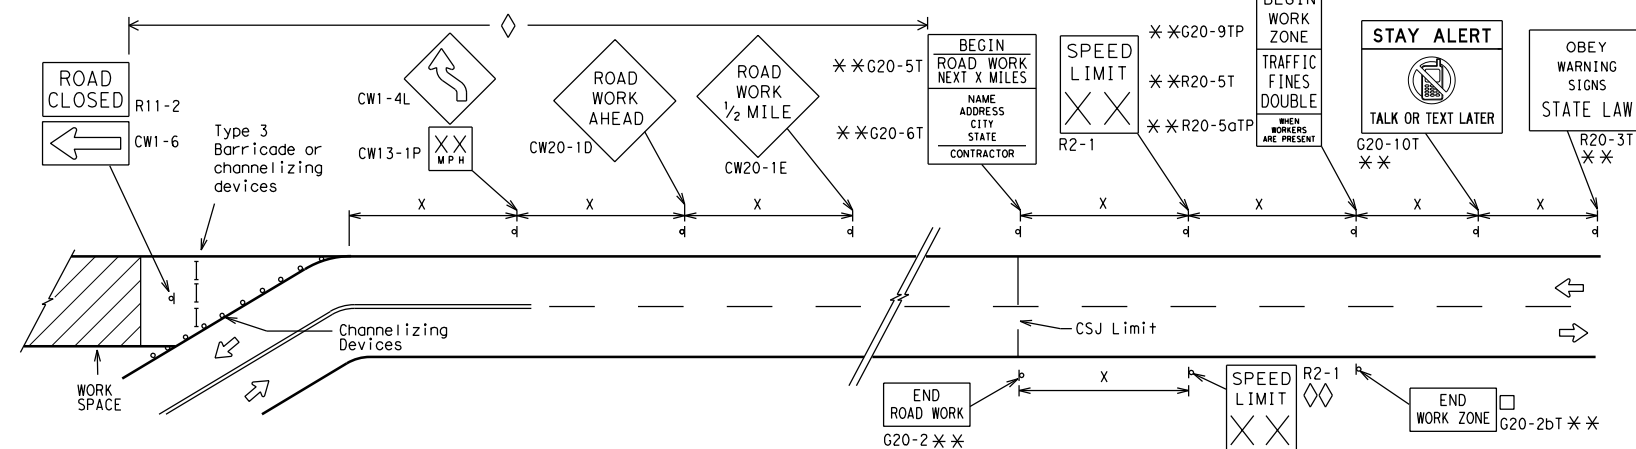 ROAD
CLOSED
R11-2
CW1-6
Type 3
Barricade or
channelizing
devices
CW1-4L
CW13-1P
XX
MPH
ROAD
WORK
AHEAD
CW20-1D
ROAD
WORK
1/2 MILE
CW20-1E
**G20-5T
**G20-6T
BEGIN
ROAD WORK
NEXT X MILES
NAME
ADDRESS
CITY
STATE
CONTRACTOR
SPEED
LIMIT
XX
R2-1
**G20-9TP
**R20-5T
**R20-5aTP
BEGIN
WORK
ZONE
TRAFFIC
FINES
DOUBLE
WHEN
WORKERS
ARE PRESENT
STAY ALERT
TALK OR TEXT LATER
G20-10T
**
OBEY
WARNING
SIGNS
STATE LAW
R20-3T
**
X X X X X X X
Channelizing
Devices
CSJ Limit
WORK
SPACE
END
ROAD WORK
G20-2 **
X
SPEED
LIMIT
XX
R2-1
END
WORK ZONE
G20-2bT **